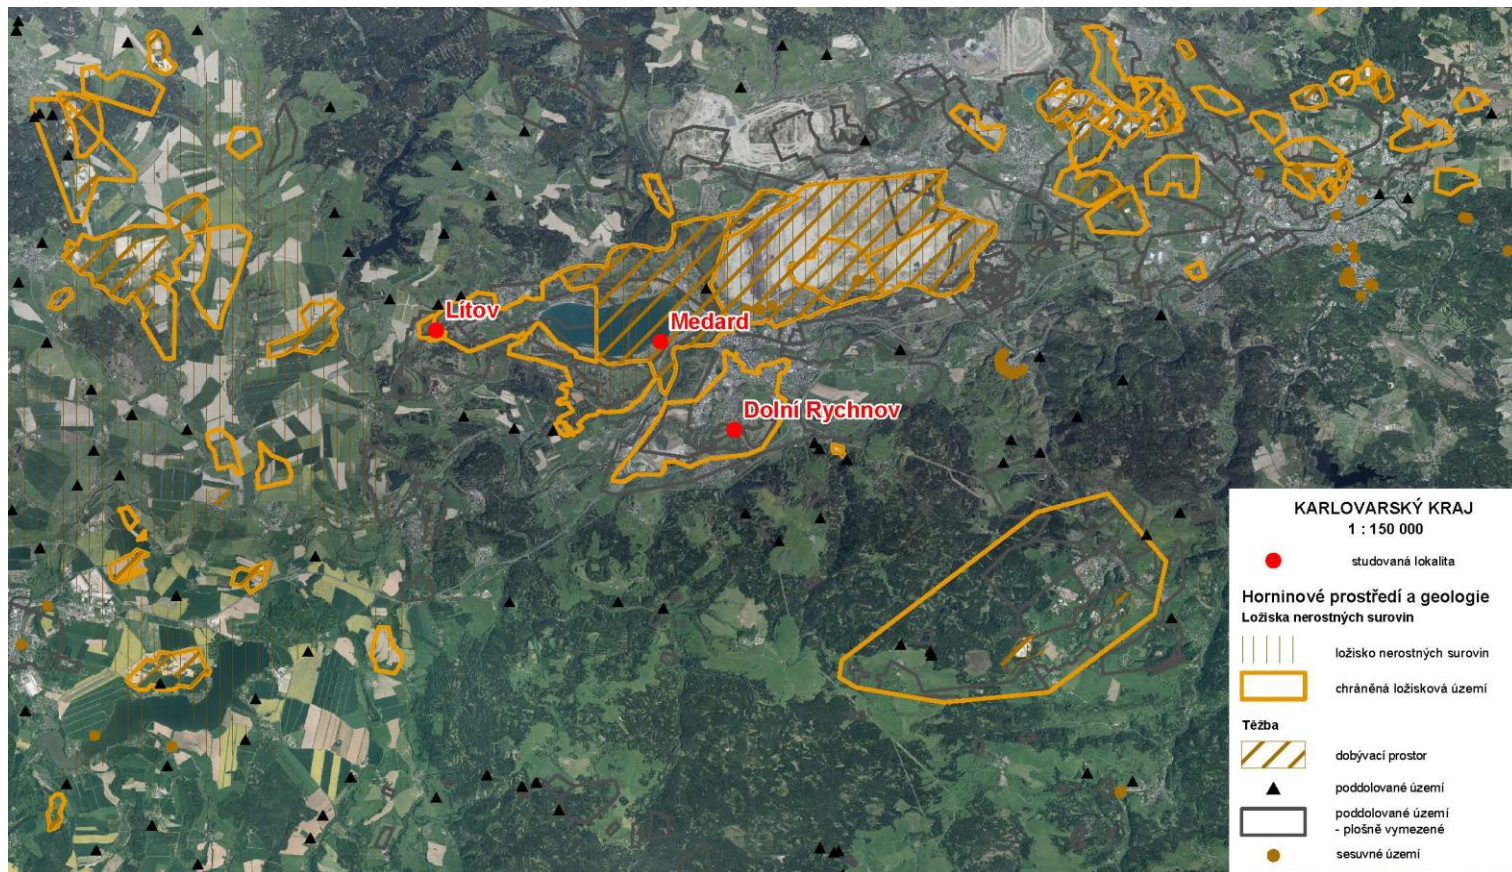 Lítov
Medard
Dolní Rychnov
KARLOVARSKÝ KRAJ
1 : 150 000
studovaná lokalita
Horninové prostředí a geologie
Ložiska nerostných surovin
ložisko nerostných surovin
chráněná ložisková území
Těžba
dobývací prostor
poddolované území
poddolované území
- plošně vymezené
sesuvné území